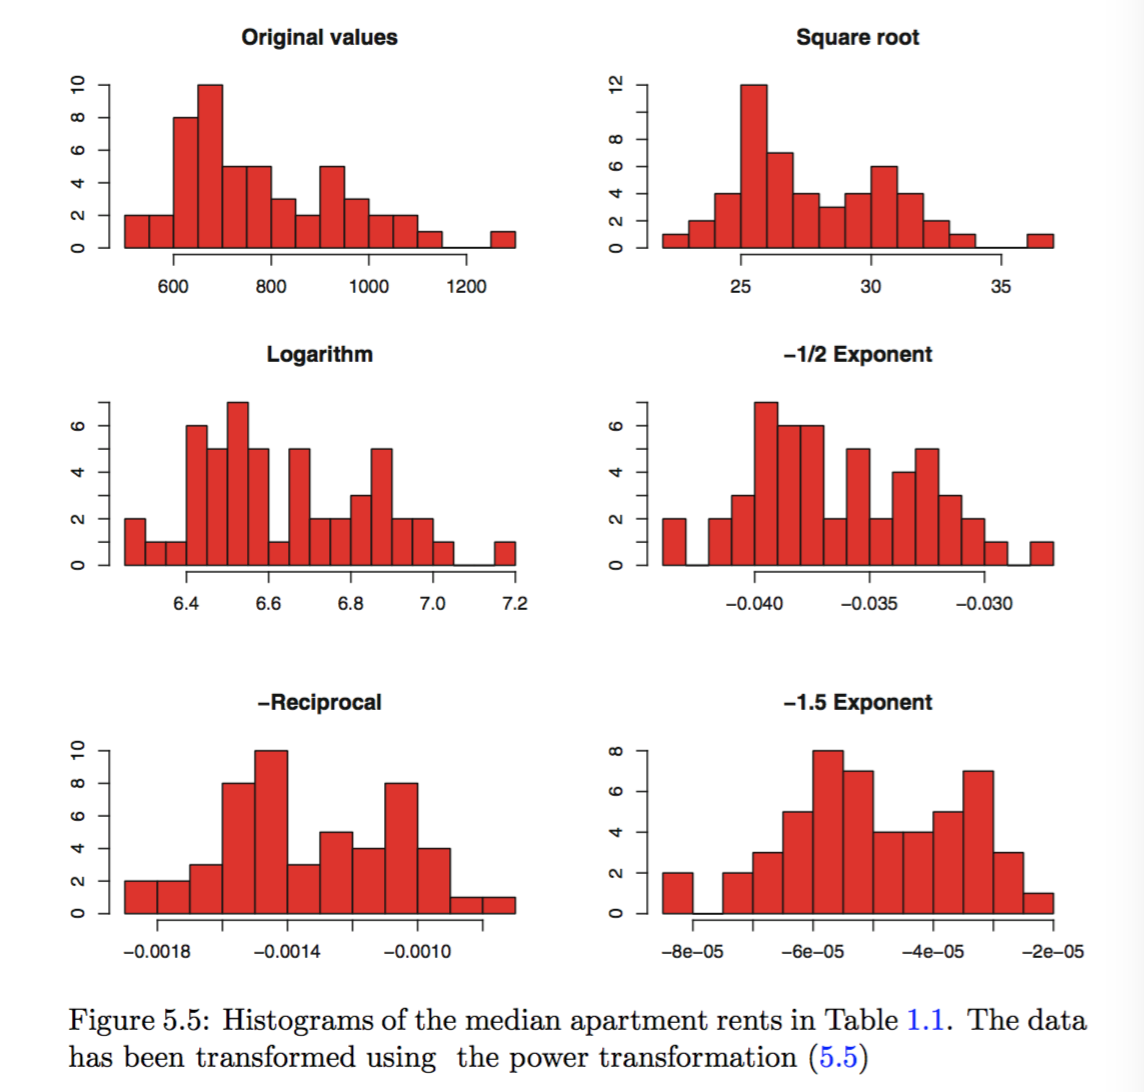 Original values
10
8
6
4
2
0
600 800 1000 1200
Square root
12
8
6
4
2
0
25 30 35
Logarithm
6
4
2
0
6.4 6.6 6.8 7.0 7.2
−1/2 Exponent
6
4
2
0
−0.040 −0.035 −0.030
−Reciprocal
10
8
6
4
2
0
−0.0018 −0.0014 −0.0010
−1.5 Exponent
8
6
4
2
0
−8e−05 −6e−05 −4e−05 −2e−05
Figure 5.5: Histograms of the median apartment rents in Table 1.1. The data
has been transformed using the power transformation (5.5)